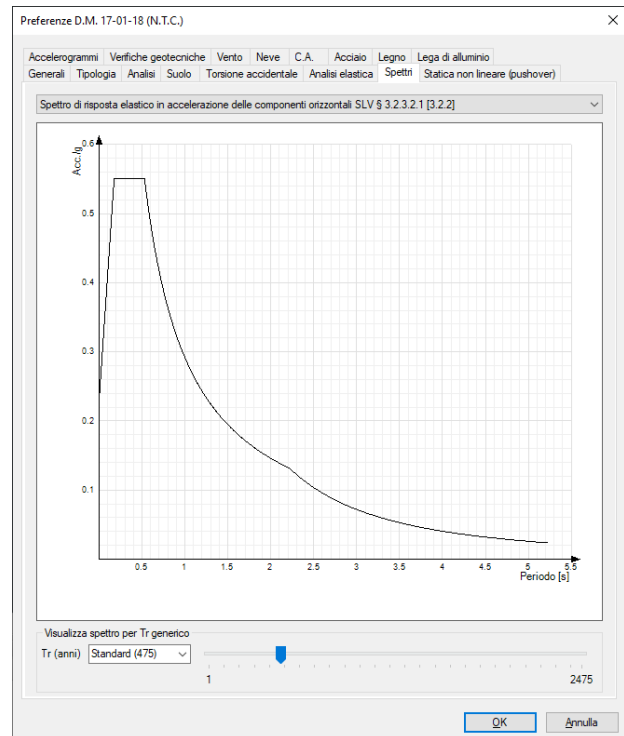 Preferenze D.M. 17-01-18 (N.T.C.)
Accelerogrammi Verifiche geotecniche Vento Neve C.A. Acciaio Legno Lega di alluminio
Generali Tipologia Analisi Suolo Torsione accidentale Analisi elastica Spettri Statica non lineare (pushover)
Spettro di risposta elastico in accelerazione delle componenti orizzontali SLV § 3.2.3.2.1 [3.2.2]
Acc./g
0.6
0.5
0.4
0.3
0.2
0.1
0.5 1 1.5 2 2.5 3 3.5 4 4.5 5 5.5
Periodo [s]
Visualizza spettro per Tr generico
Tr (anni) Standard (475)
1 2475
OK Annulla